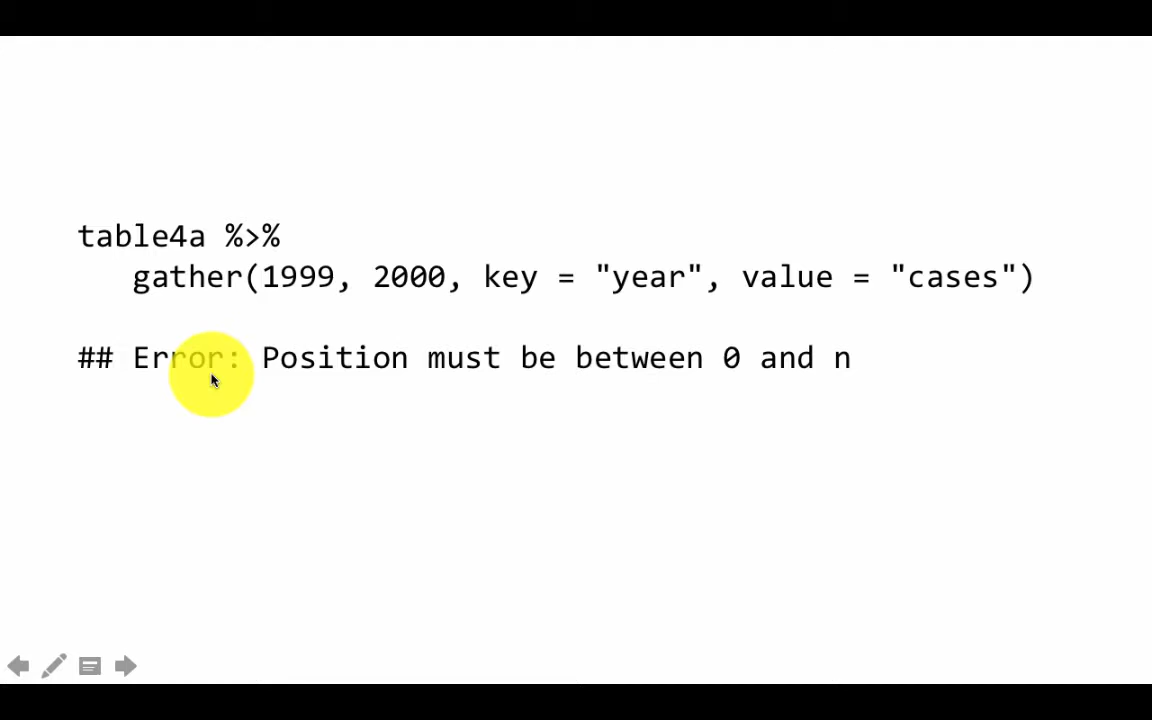 table4a %>%
gather(1999, 2000, key = "year", value = "cases")
## Error: Position must be between 0 and n